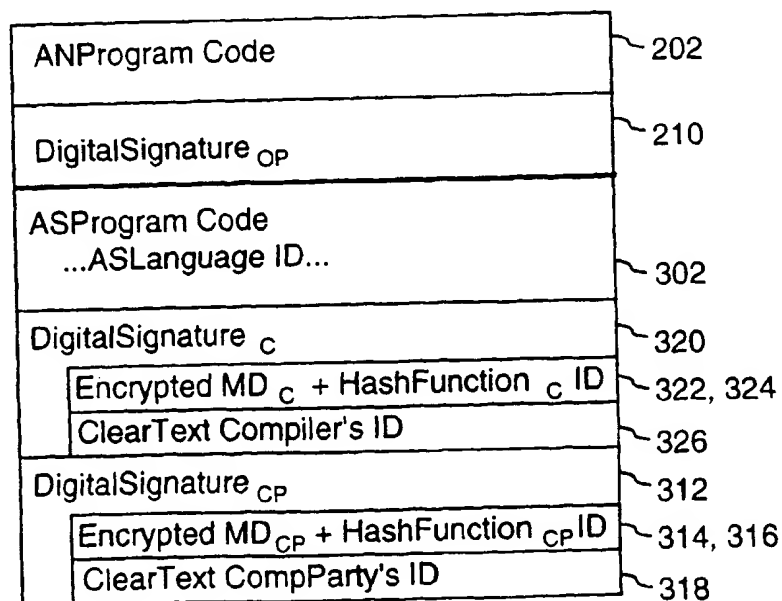 ANProgram Code 202
DigitalSignature OP 210
ASProgram Code
...ASLanguage ID... 302
DigitalSignature C 320
Encrypted MD C + HashFunction C ID 322, 324
ClearText Compiler's ID 326
DigitalSignature CP 312
Encrypted MD CP + HashFunction CP ID 314, 316
ClearText CompParty's ID 318